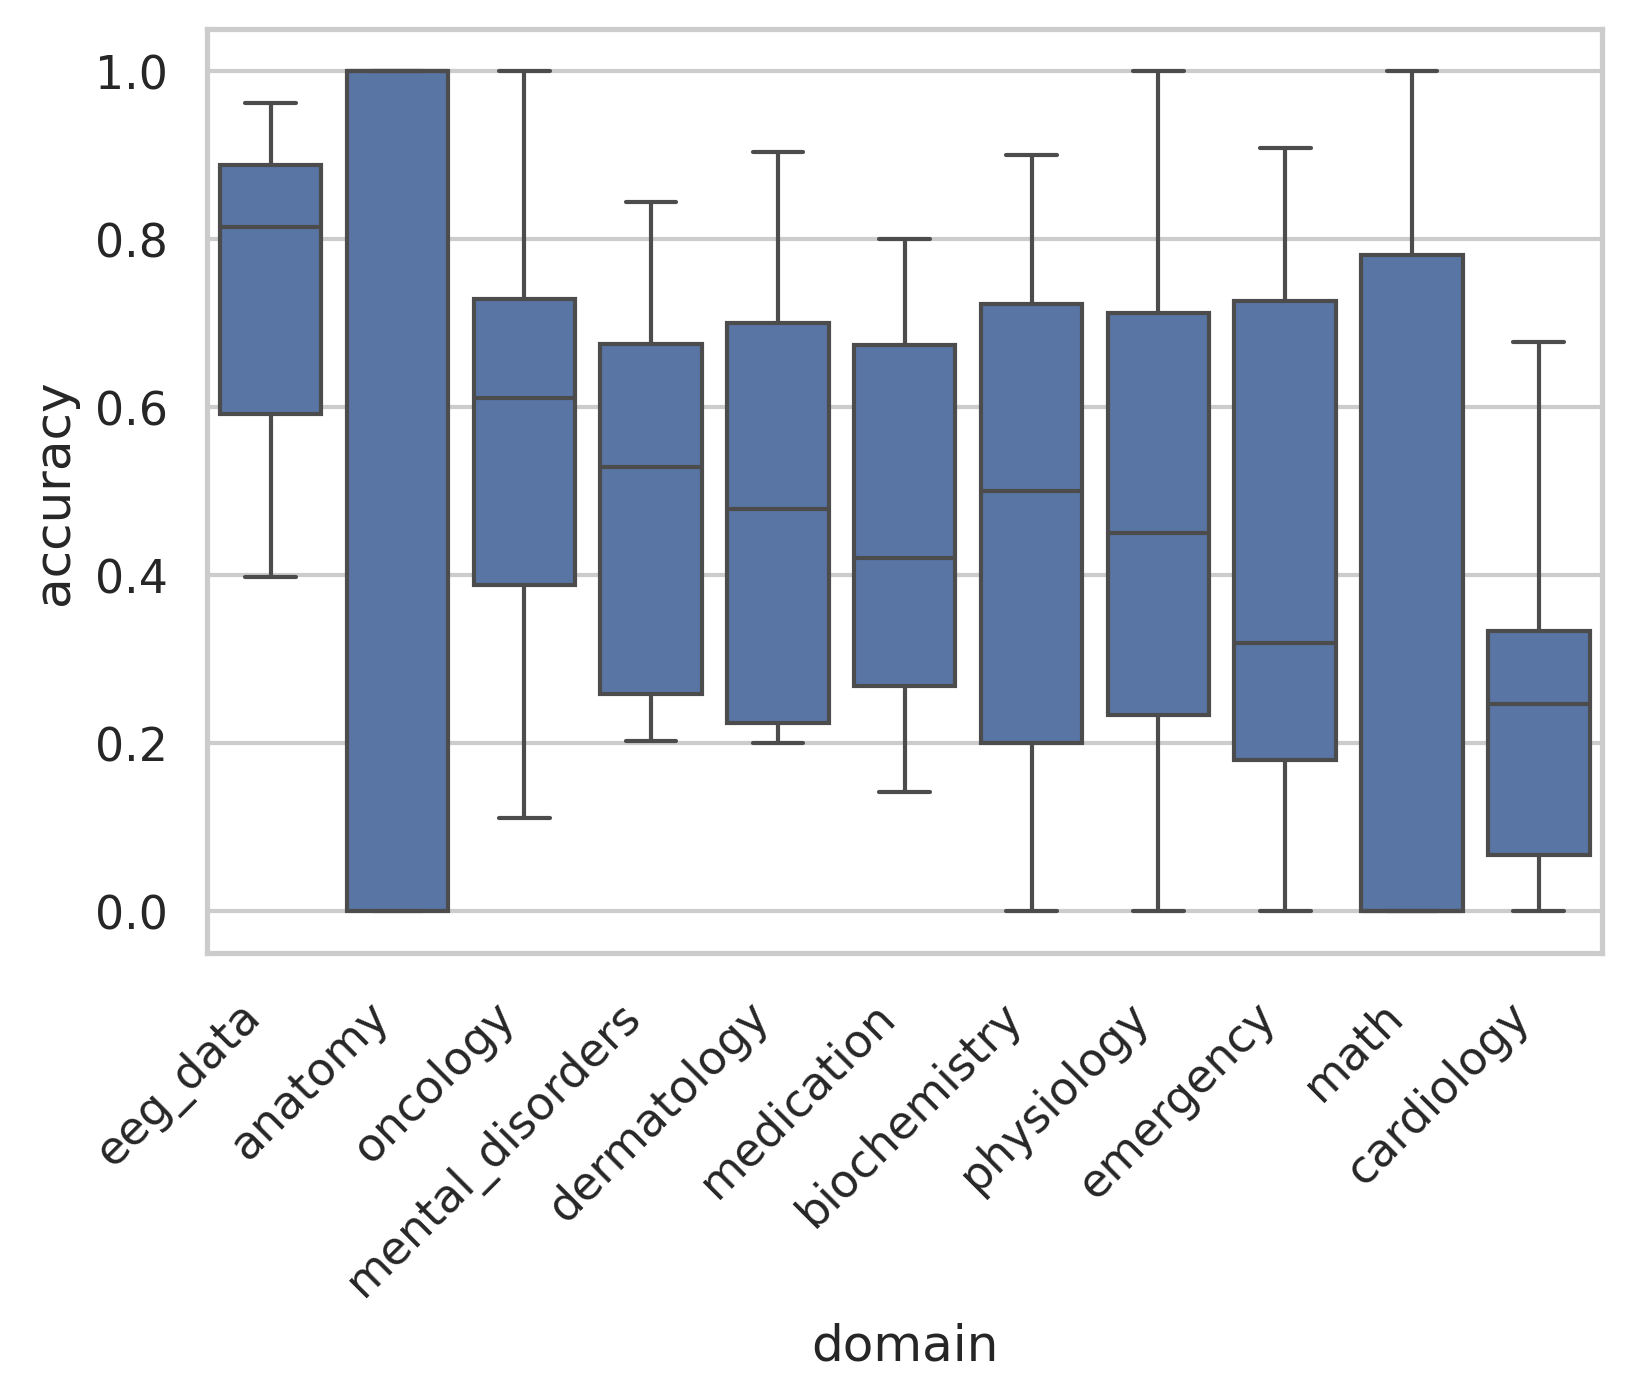 accuracy
1.0
0.8
0.6
0.4
0.2
0.0
eeg_data
anatomy
oncology
mental_disorders
dermatology
medication
biochemistry
physiology
emergency
math
cardiology
domain